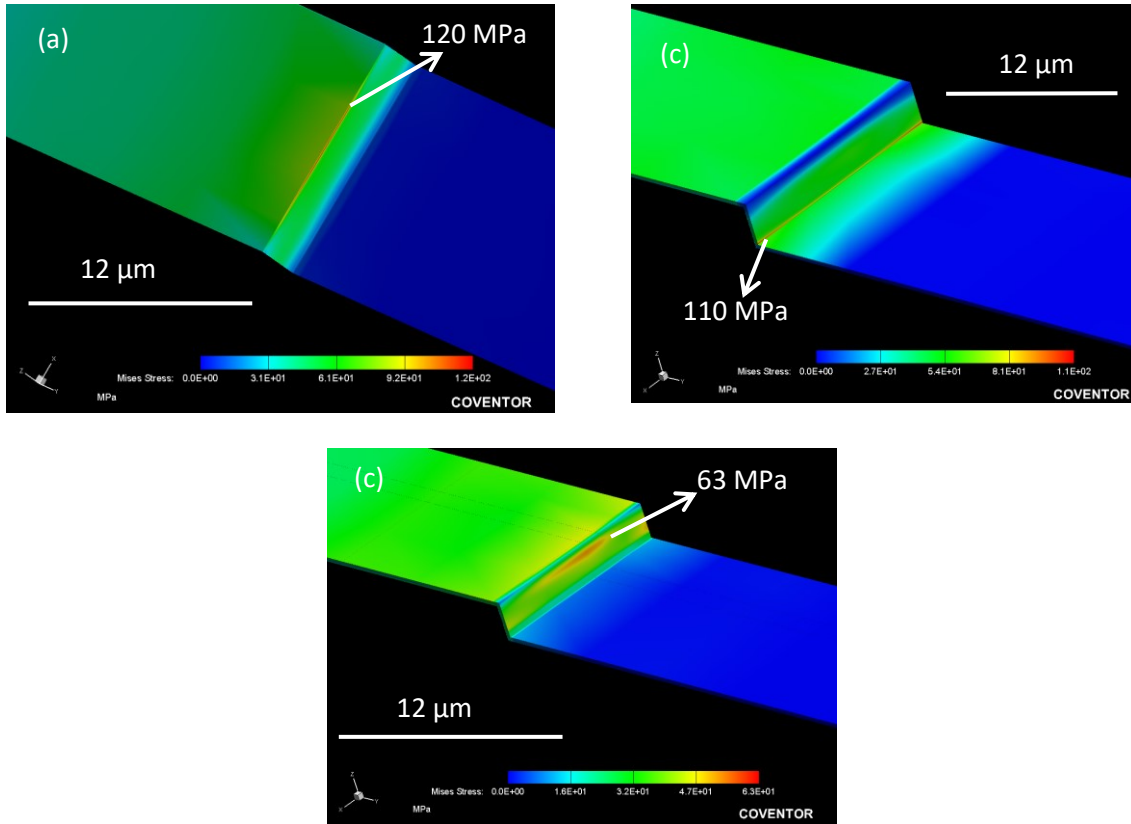 (a)
120 MPa
12 µm
Mises Stress: 0.0E+00 3.1E+01 6.1E+01 9.2E+01 1.2E+02
MPa
COVENTOR
X
Z
Y
(c)
12 µm
110 MPa
Mises Stress: 0.0E+00 2.7E+01 5.4E+01 8.1E+01 1.1E+02
MPa
COVENTOR
Z
X
Y
(c)
63 MPa
12 µm
Mises Stress: 0.0E+00 1.6E+01 3.2E+01 4.7E+01 6.3E+01
MPa
COVENTOR
Z
X
Y